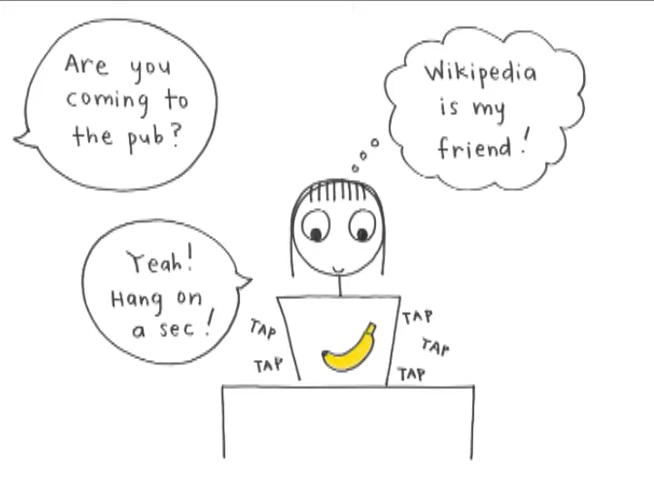 Are you
coming to
the pub?
Wikipedia
is my
friend!
Yeah!
Hang on
a sec!
TAP
TAP
TAP
TAP
TAP